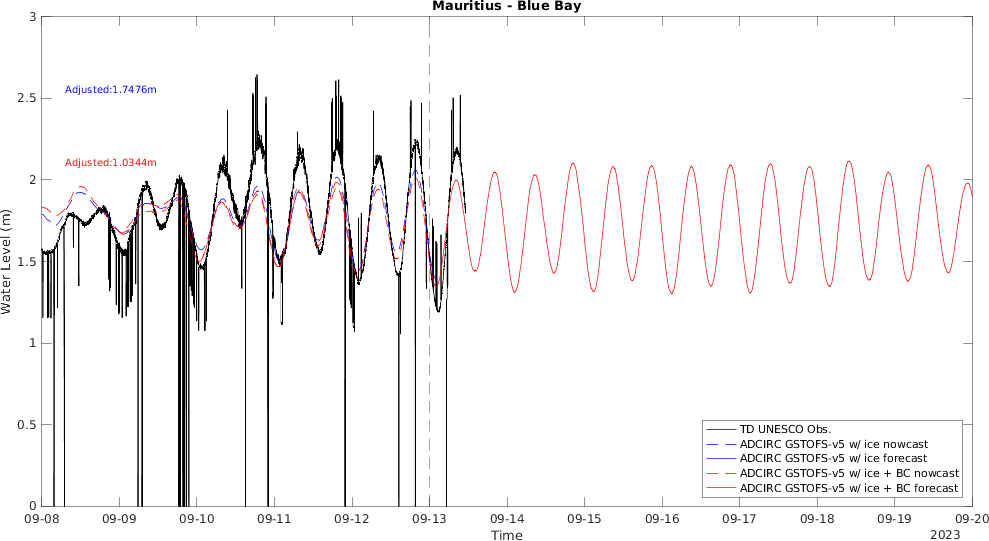 Mauritius - Blue Bay
3
2.5
2
1.5
1
0.5
0
Water Level (m)
Adjusted:1.7476m
Adjusted:1.0344m
TD UNESCO Obs.
ADCIRC GSTOFS-v5 w/ ice nowcast
ADCIRC GSTOFS-v5 w/ ice forecast
ADCIRC GSTOFS-v5 w/ ice + BC nowcast
ADCIRC GSTOFS-v5 w/ ice + BC forecast
09-08 09-09 09-10 09-11 09-12 09-13 09-14 09-15 09-16 09-17 09-18 09-19 09-20
Time
2023